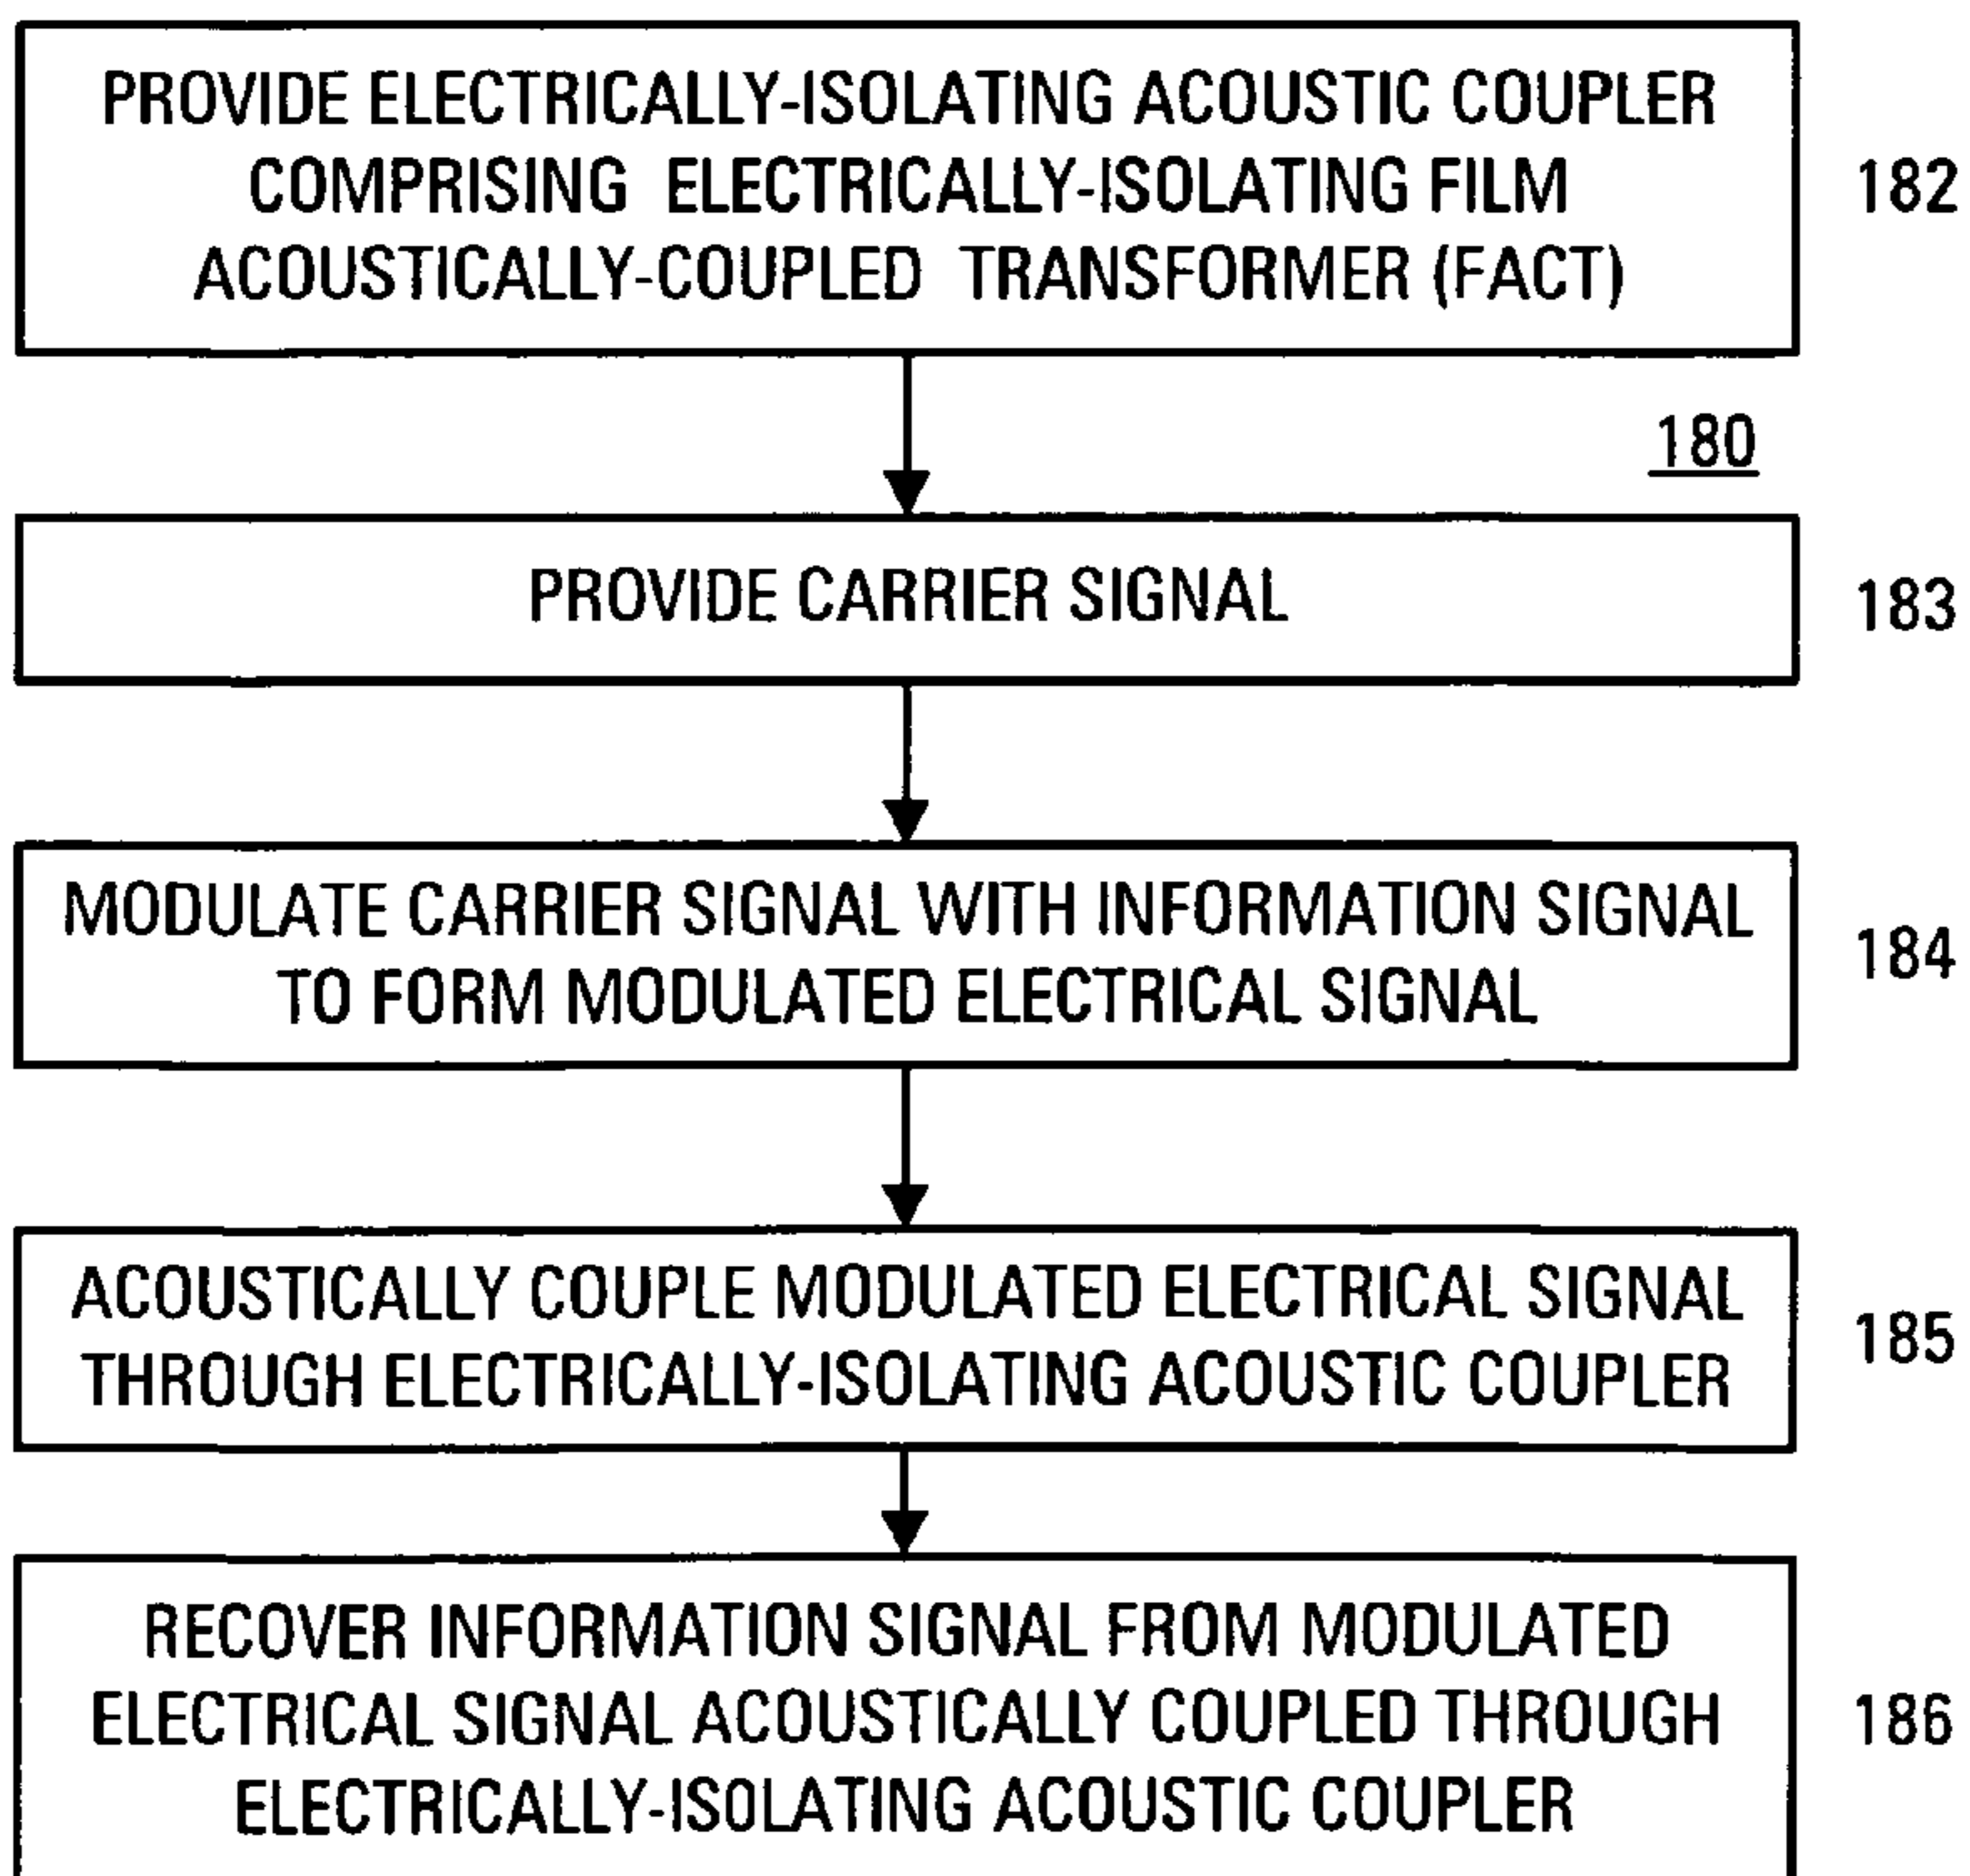 PROVIDE ELECTRICALLY-ISOLATING ACOUSTIC COUPLER
COMPRISING ELECTRICALLY-ISOLATING FILM
ACOUSTICALLY-COUPLED TRANSFORMER (FACT)
182
180
PROVIDE CARRIER SIGNAL
183
MODULATE CARRIER SIGNAL WITH INFORMATION SIGNAL
TO FORM MODULATED ELECTRICAL SIGNAL
184
ACOUSTICALLY COUPLE MODULATED ELECTRICAL SIGNAL
THROUGH ELECTRICALLY-ISOLATING ACOUSTIC COUPLER
185
RECOVER INFORMATION SIGNAL FROM MODULATED
ELECTRICAL SIGNAL ACOUSTICALLY COUPLED THROUGH
ELECTRICALLY-ISOLATING ACOUSTIC COUPLER
186